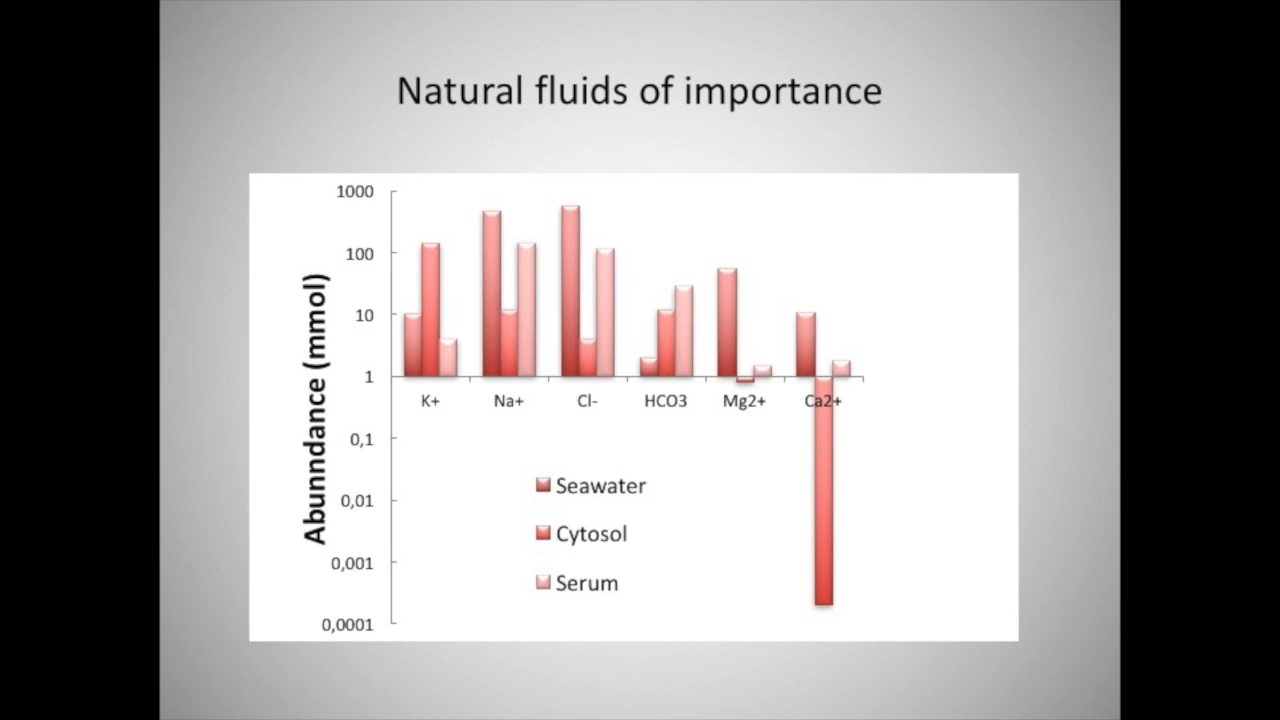 Natural fluids of importance
Abunndance (mmol)
1000
100
10
1
0,1
0,01
0,001
0,0001
K+ Na+ Cl- HCO3 Mg2+ Ca2+
Seawater
Cytosol
Serum